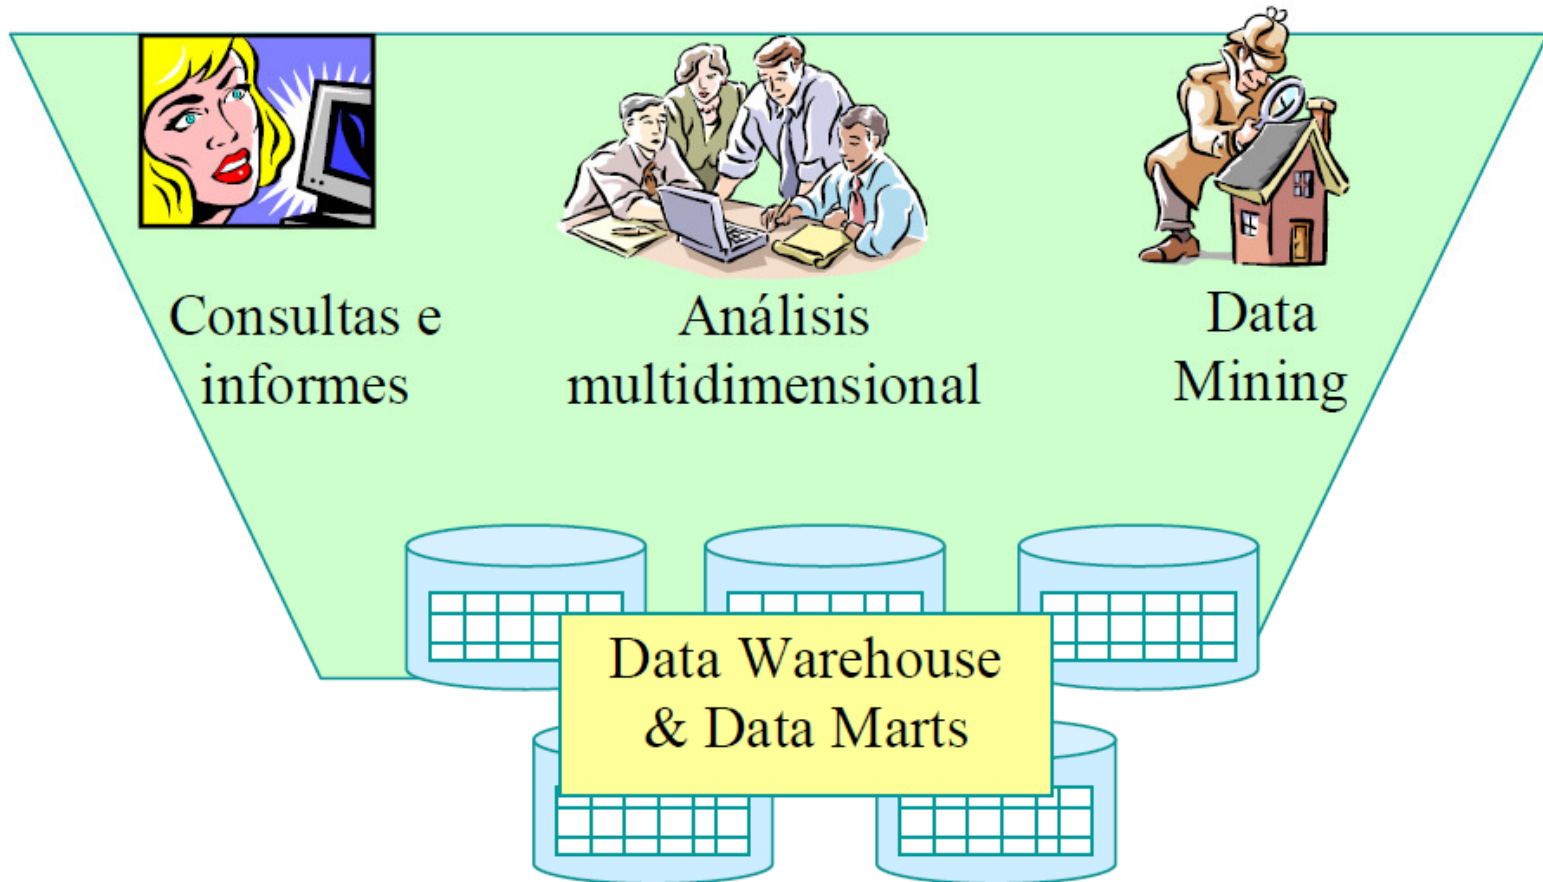 Consultas e
informes
Análisis
multidimensional
Data
Mining
Data Warehouse
& Data Marts